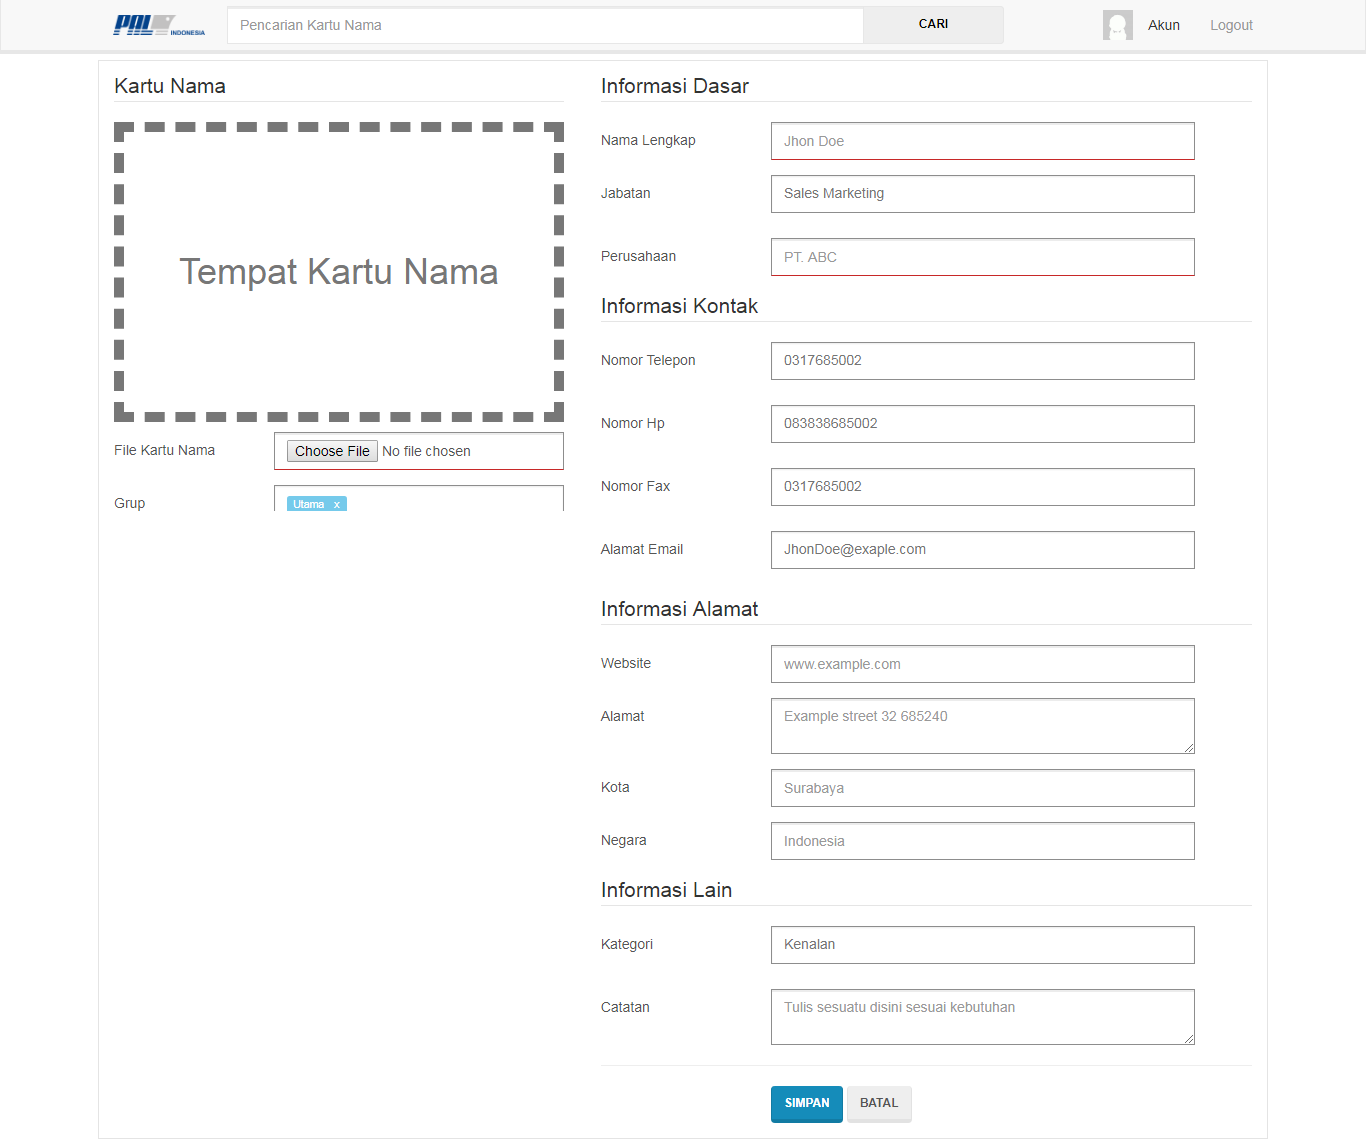 PAL INDONESIA
Pencarian Kartu Nama
CARI
Akun
Logout
Kartu Nama
Tempat Kartu Nama
File Kartu Nama
Choose File No file chosen
Grup
Utama x
Informasi Dasar
Nama Lengkap
Jhon Doe
Jabatan
Sales Marketing
Perusahaan
PT. ABC
Informasi Kontak
Nomor Telepon
0317685002
Nomor Hp
083838685002
Nomor Fax
0317685002
Alamat Email
JhonDoe@exaple.com
Informasi Alamat
Website
www.example.com
Alamat
Example street 32 685240
Kota
Surabaya
Negara
Indonesia
Informasi Lain
Kategori
Kenalan
Catatan
Tulis sesuatu disini sesuai kebutuhan
SIMPAN
BATAL